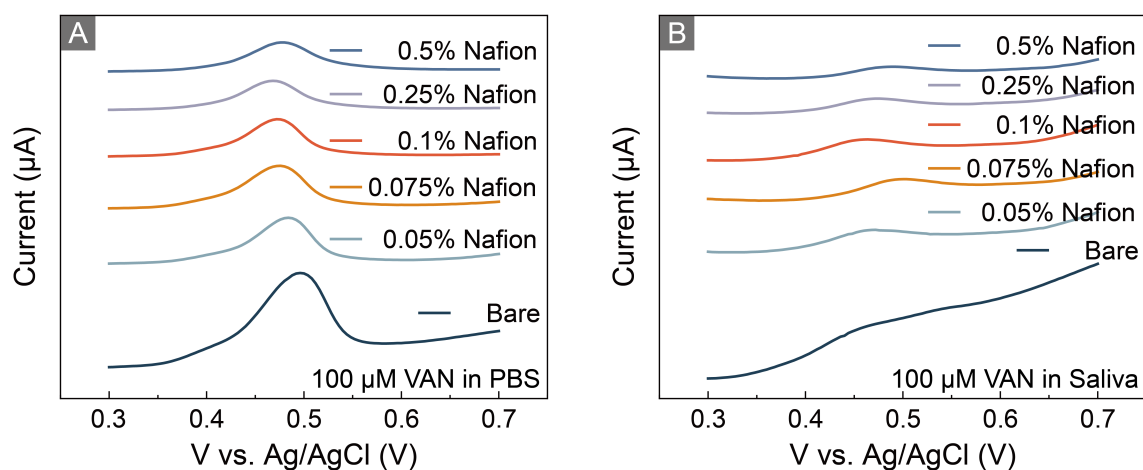 A
0.5% Nafion
0.25% Nafion
0.1% Nafion
0.075% Nafion
0.05% Nafion
Bare
100 µM VAN in PBS
Current (µA)
0.3 0.4 0.5 0.6 0.7
V vs. Ag/AgCl (V)
B
0.5% Nafion
0.25% Nafion
0.1% Nafion
0.075% Nafion
0.05% Nafion
Bare
100 µM VAN in Saliva
Current (µA)
0.3 0.4 0.5 0.6 0.7
V vs. Ag/AgCl (V)